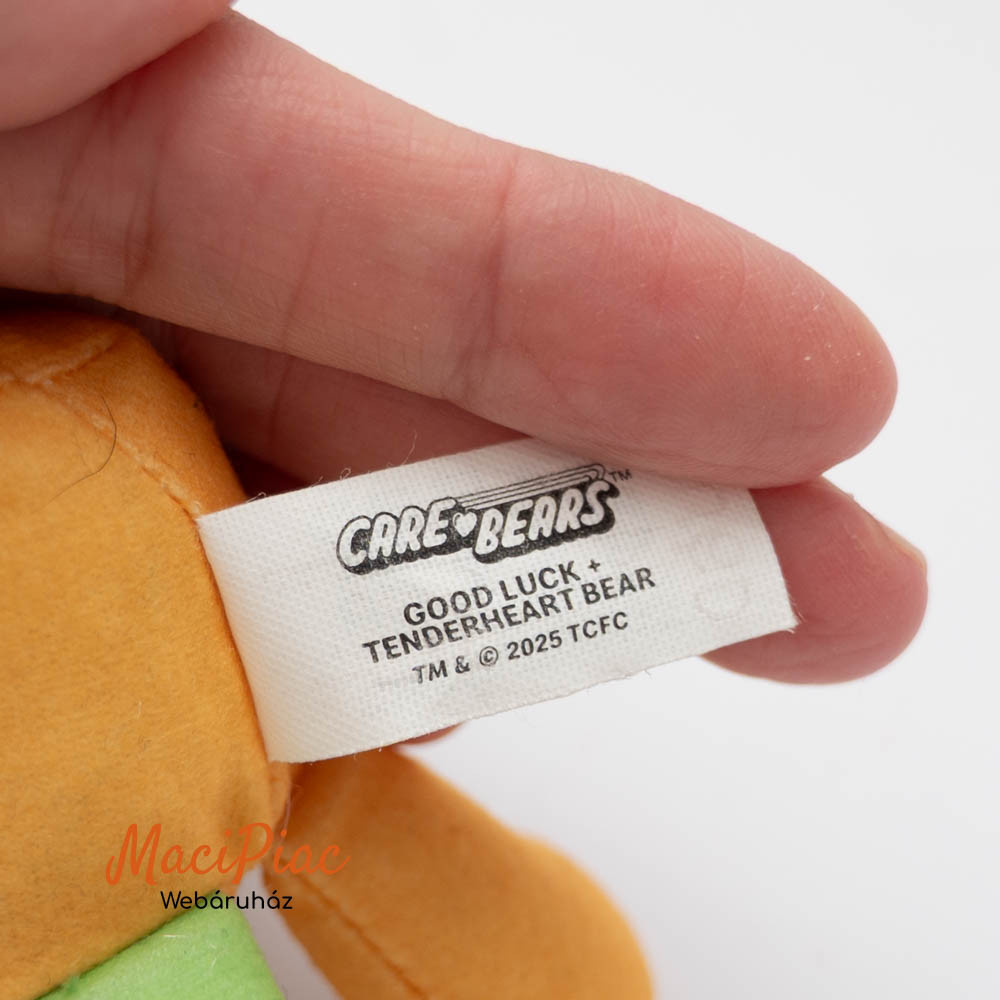 CARE BEARS™
GOOD LUCK +
TENDERHEART BEAR
TM & © 2025 TCFC
MaciPiac
Webáruház